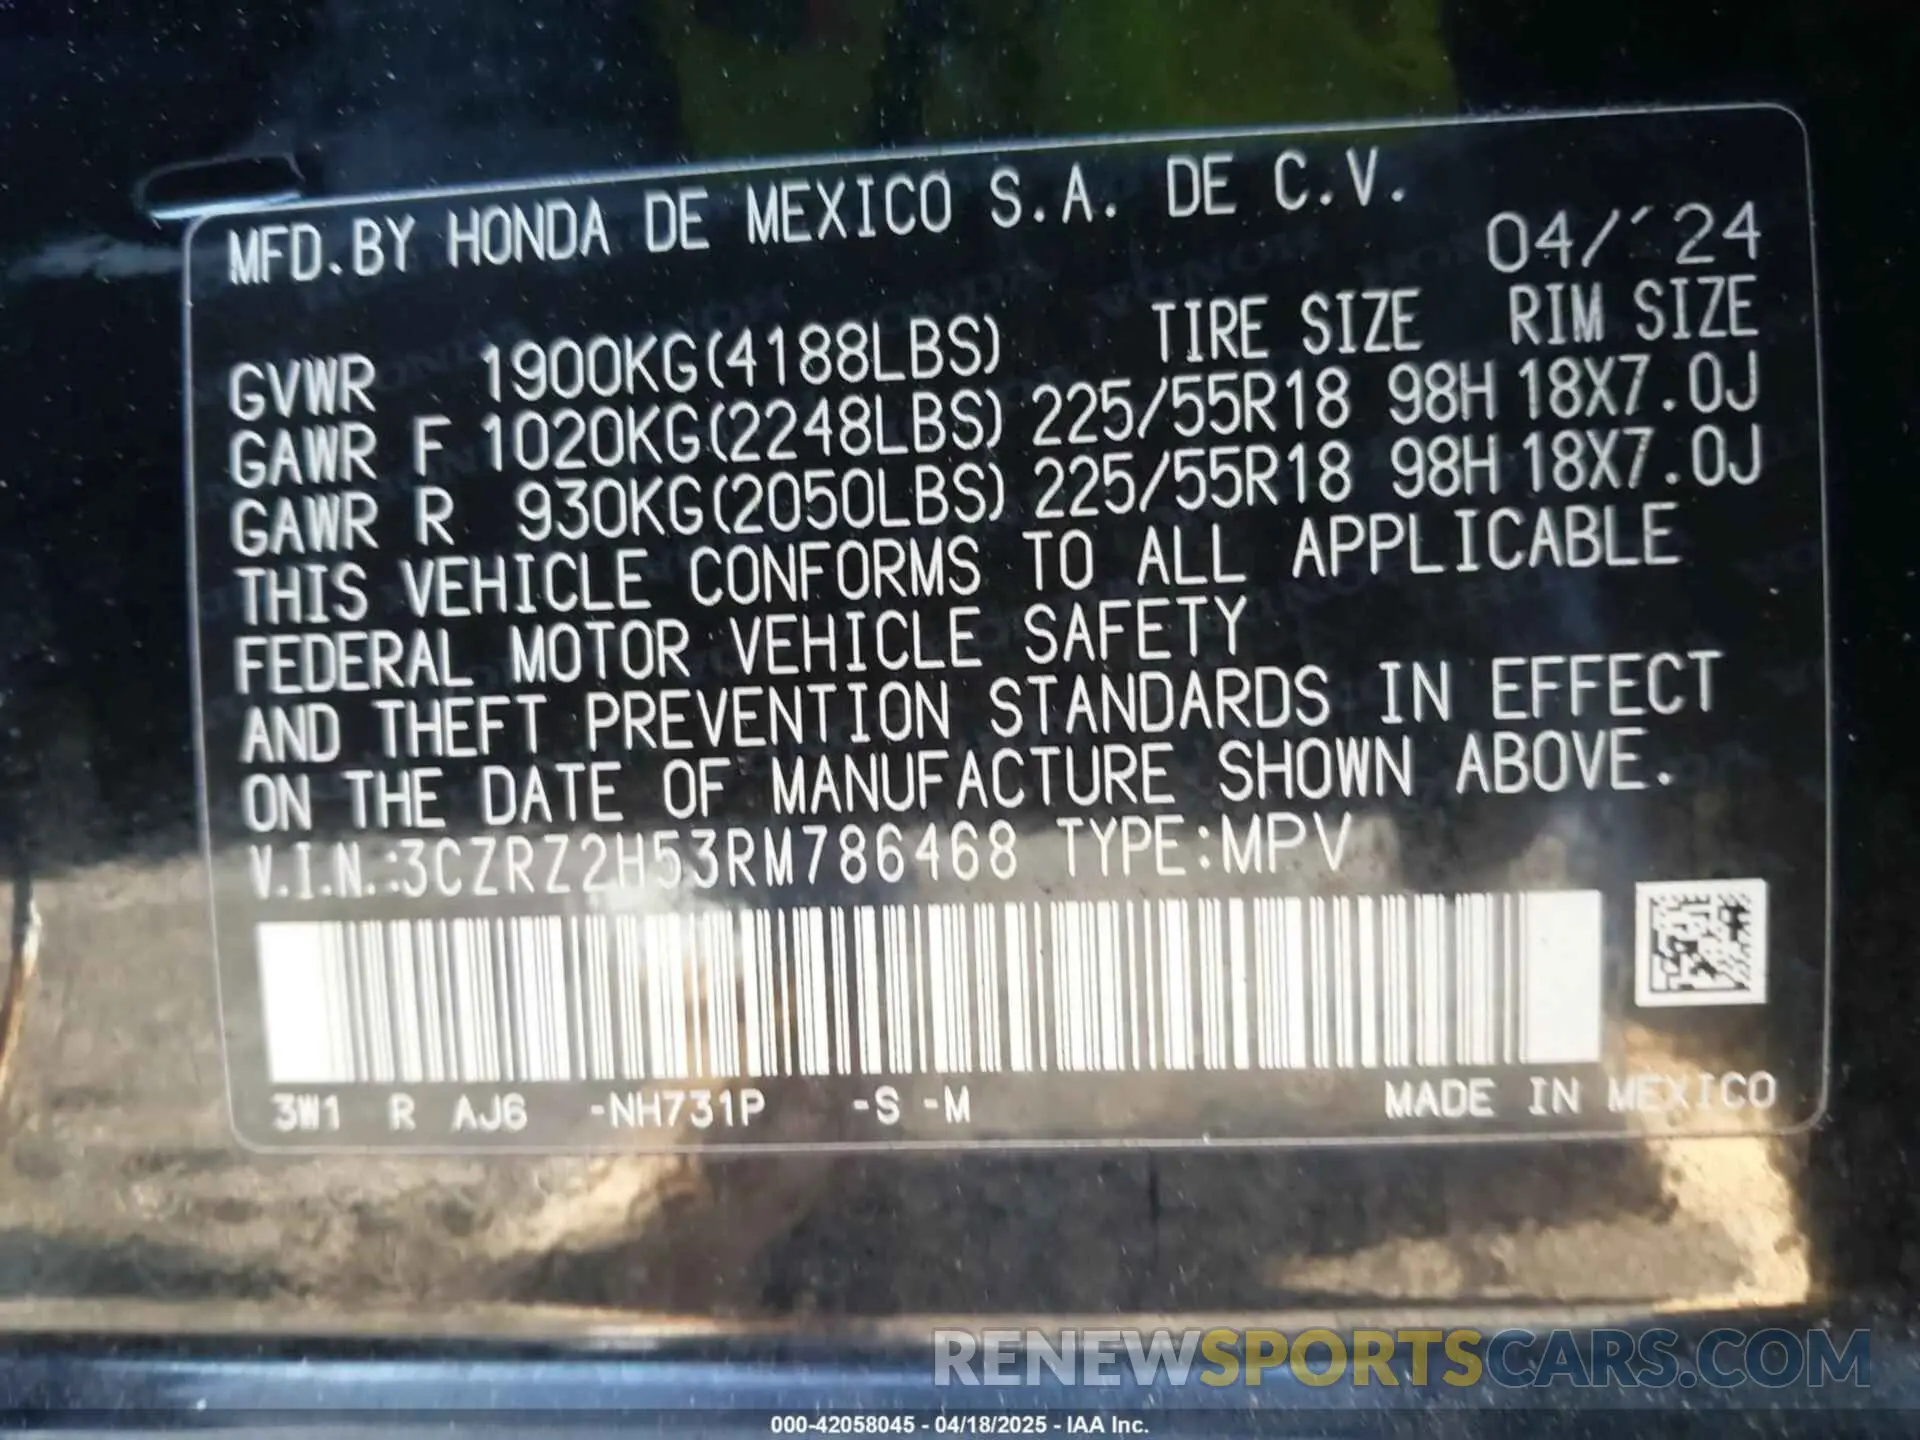 MFD.BY HONDA DE MEXICO S.A. DE C.V.
04/´24
TIRE SIZE RIM SIZE
GVWR 1900KG(4188LBS)
GAWR F 1020KG(2248LBS) 225/55R18 98H 18X7.0J
GAWR R 930KG(2050LBS) 225/55R18 98H 18X7.0J
THIS VEHICLE CONFORMS TO ALL APPLICABLE
FEDERAL MOTOR VEHICLE SAFETY
AND THEFT PREVENTION STANDARDS IN EFFECT
ON THE DATE OF MANUFACTURE SHOWN ABOVE.
V.I.N.:3CZRZ2H53RM786468 TYPE:MPV
3W1 R AJ6 -NH731P -S -M MADE IN MEXICO
RENEWSPORTSCARS.COM
000-42058045 - 04/18/2025 - IAA Inc.